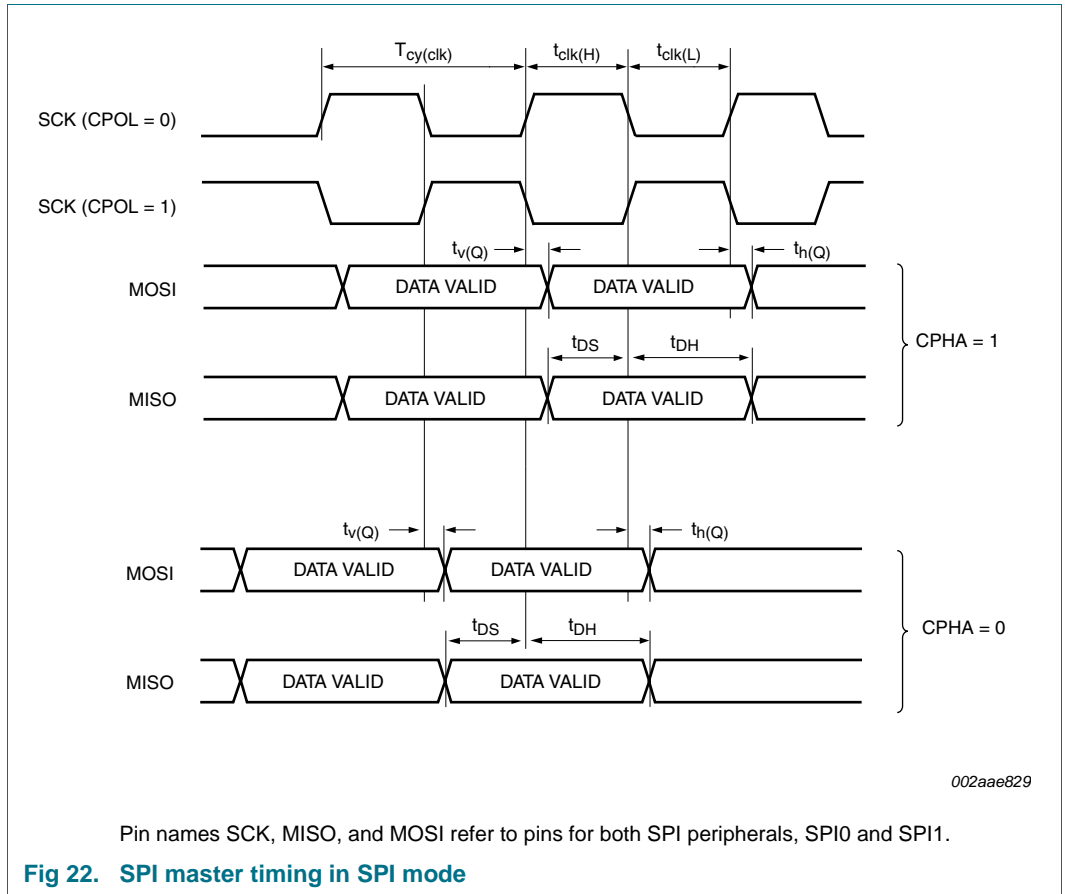 Tcy(clk) tclk(H) tclk(L)
SCK (CPOL = 0)
SCK (CPOL = 1)
tv(Q) th(Q)
MOSI DATA VALID DATA VALID
CPHA = 1
tDS tDH
MISO DATA VALID DATA VALID
tv(Q) th(Q)
MOSI DATA VALID DATA VALID
tDS tDH
CPHA = 0
MISO DATA VALID DATA VALID
002aae829
Pin names SCK, MISO, and MOSI refer to pins for both SPI peripherals, SPI0 and SPI1.
Fig 22. SPI master timing in SPI mode